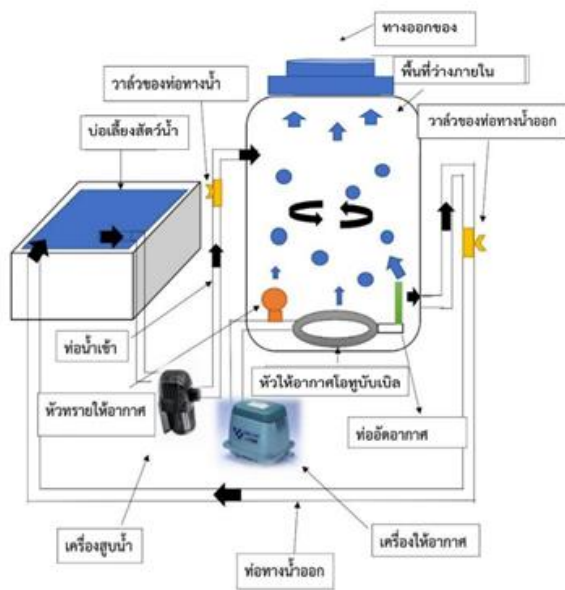 ทางออกของ
พื้นที่ว่างภายใน
วาล์วของท่อทางน้ำ
บ่อเลี้ยงสัตว์น้ำ
วาล์วของท่อทางน้ำออก
ท่อน้ำเข้า
หัวให้อากาศโอทูบับเบิล
หัวทรายให้อากาศ
ท่ออัดอากาศ
เครื่องสูบน้ำ
เครื่องให้อากาศ
ท่อทางน้ำออก